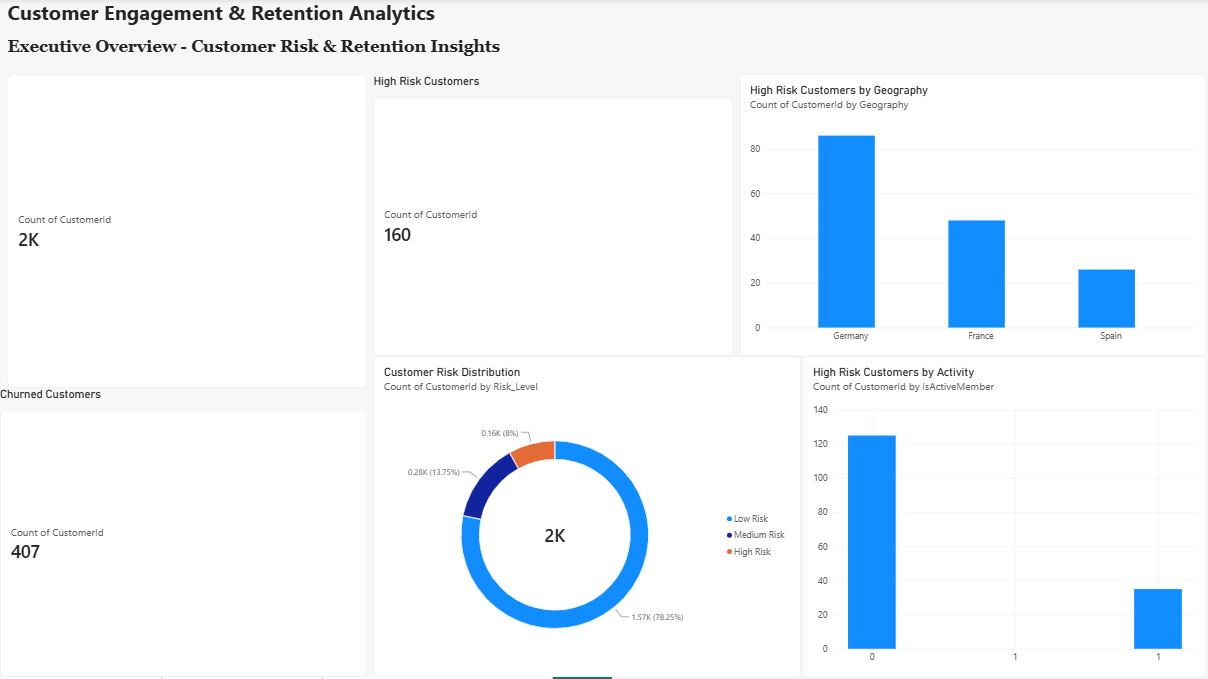 Customer Engagement & Retention Analytics
Executive Overview - Customer Risk & Retention Insights
Count of CustomerId
2K
High Risk Customers
Count of CustomerId
160
High Risk Customers by Geography
Count of CustomerId by Geography
80
60
40
20
0
Germany
France
Spain
Churned Customers
Count of CustomerId
407
Customer Risk Distribution
Count of CustomerId by Risk_Level
0.16K (8%)
0.28K (13.75%)
2K
1.57K (78.25%)
Low Risk
Medium Risk
High Risk
High Risk Customers by Activity
Count of CustomerId by IsActiveMember
140
120
100
80
60
40
20
0
0
1
1